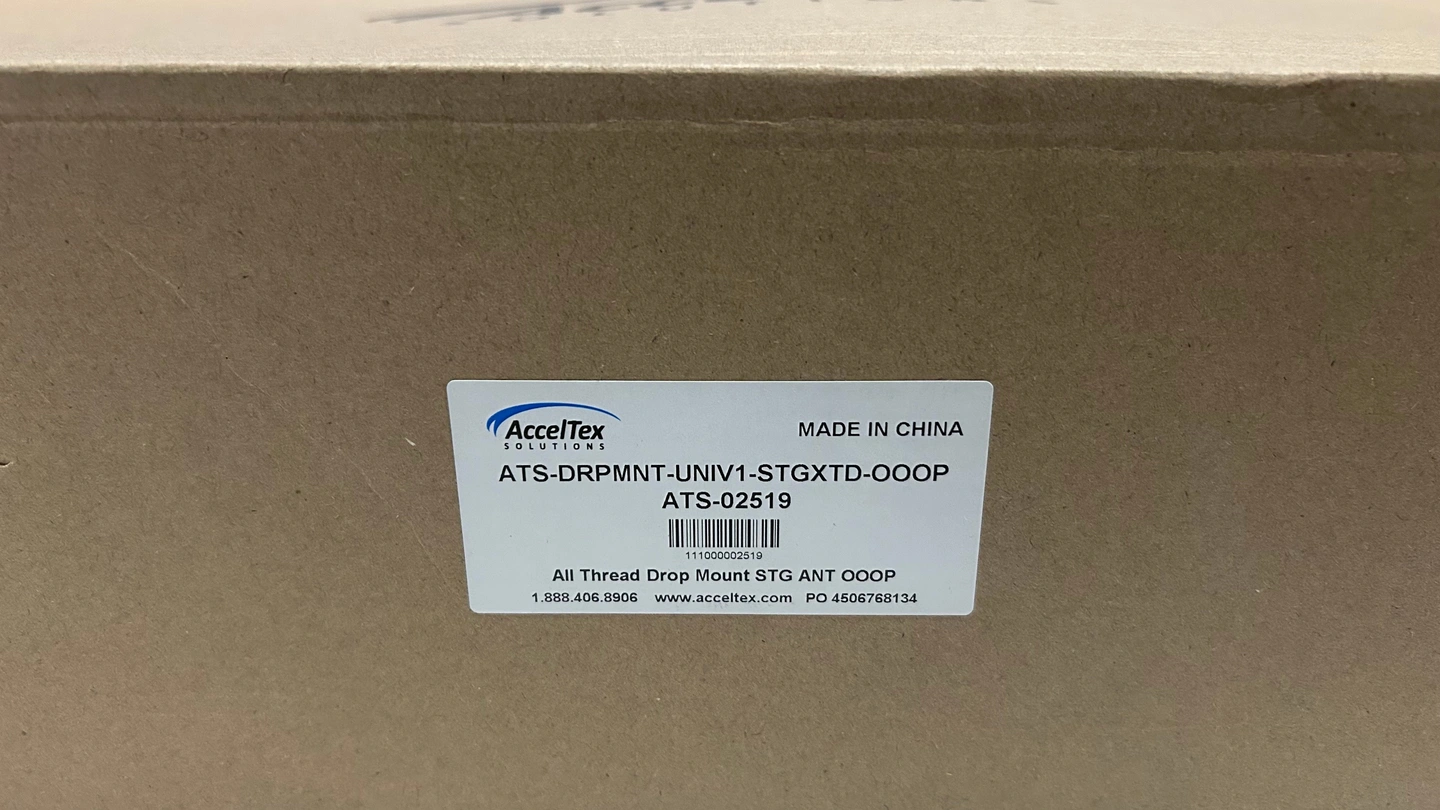 AccelTex
SOLUTIONS
MADE IN CHINA
ATS-DRPMNT-UNIV1-STGXTD-OOOP
ATS-02519
111000002519
All Thread Drop Mount STG ANT OOOP
1.888.406.8906 www.acceltex.com PO 4506768134